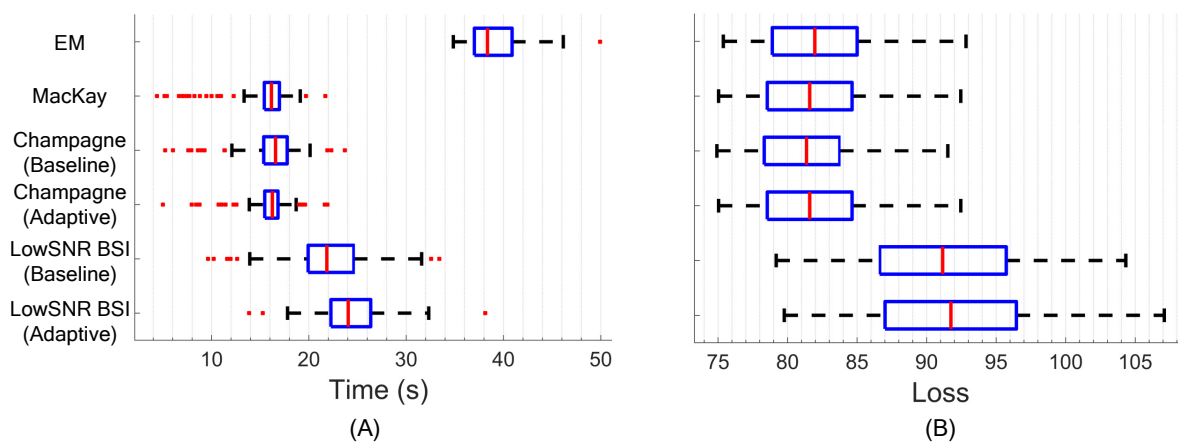 EM
MacKay
Champagne
(Baseline)
Champagne
(Adaptive)
LowSNR BSI
(Baseline)
LowSNR BSI
(Adaptive)
10 20 30 40 50
Time (s)
(A)
75 80 85 90 95 100 105
Loss
(B)